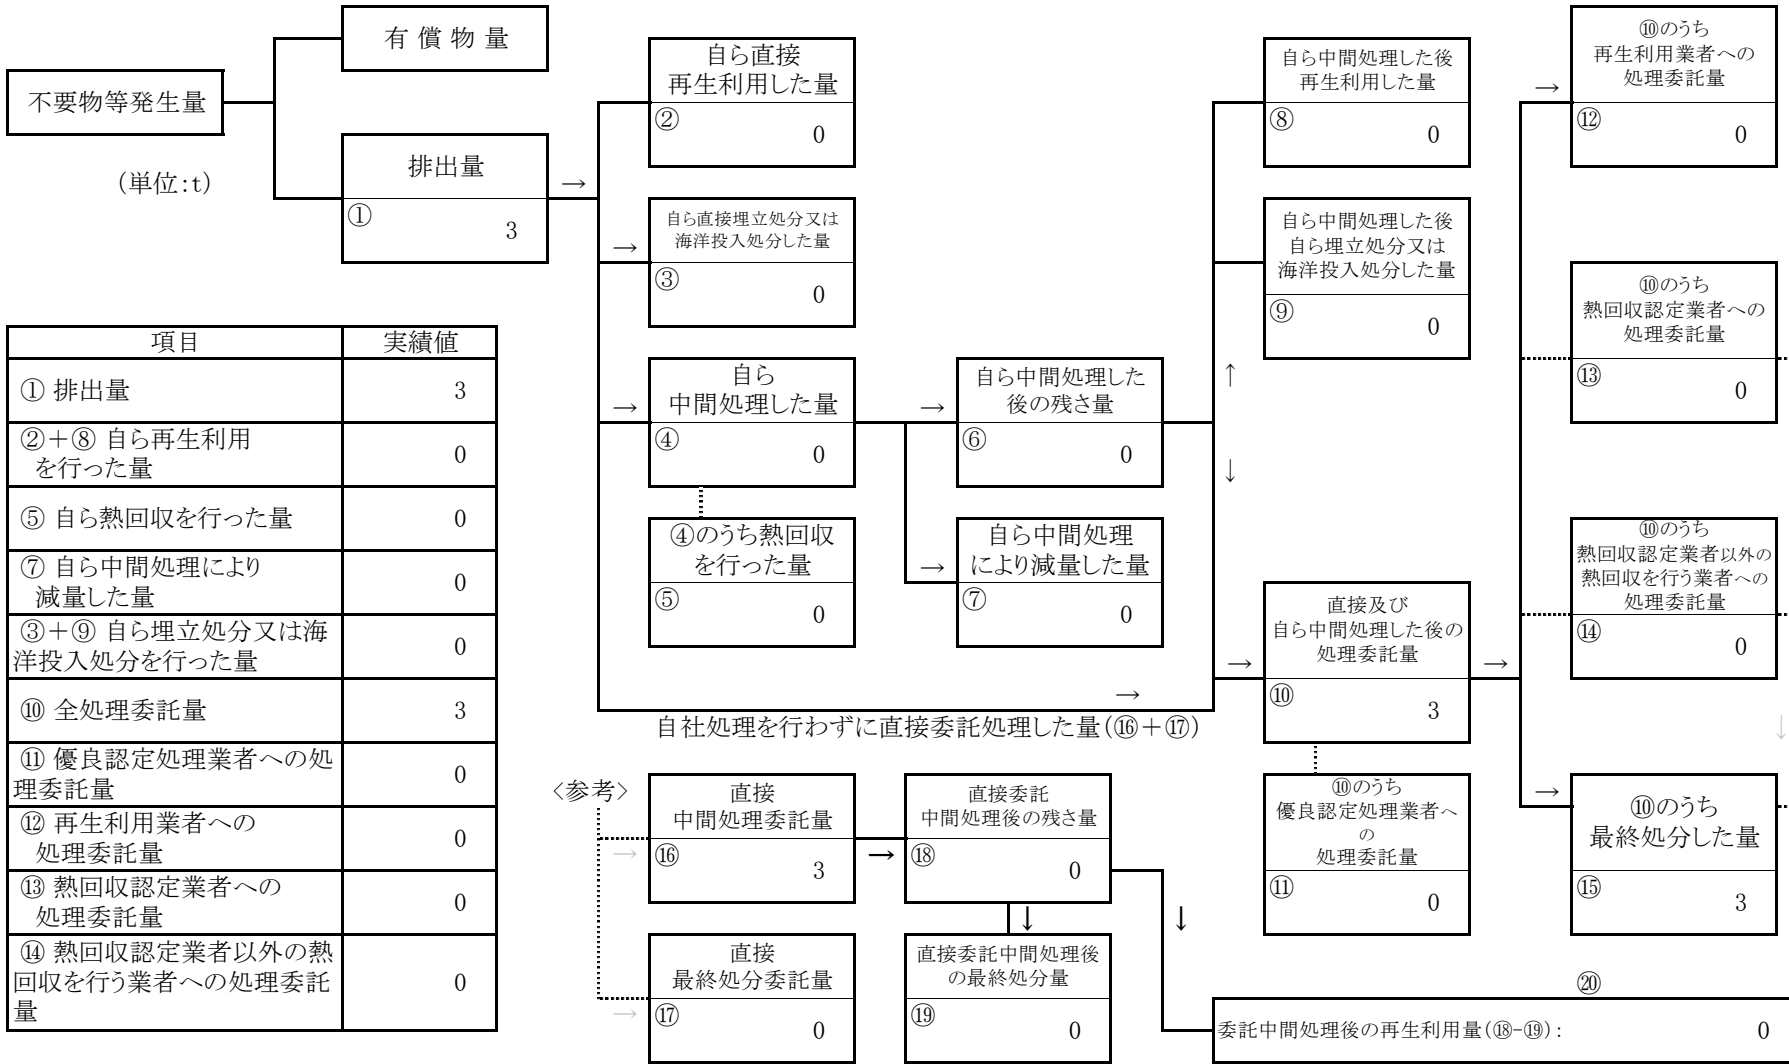 不要物等発生量
(単位:t)
有 償 物 量
排出量
①
3
→
自ら直接
再生利用した量
②
0
→
自ら直接埋立処分又は
海洋投入処分した量
③
0
→
自ら
中間処理した量
④
0
④のうち熱回収
を行った量
⑤
0
→
自ら中間処理した
後の残さ量
⑥
0
→
自ら中間処理
により減量した量
⑦
0
↑
↓
自ら中間処理した後
再生利用した量
⑧
0
自ら中間処理した後
自ら埋立処分又は
海洋投入処分した量
⑨
0
→
自社処理を行わずに直接委託処理した量(⑯+⑰)
→
直接及び
自ら中間処理した後の
処理委託量
⑩
3
→
⑩のうち
優良認定処理業者へ
の
処理委託量
⑪
0
→
⑩のうち
再生利用業者への
処理委託量
⑫
0
⑩のうち
熱回収認定業者への
処理委託量
⑬
0
⑩のうち
熱回収認定業者以外の
熱回収を行う業者への
処理委託量
⑭
0
↓
→
⑩のうち
最終処分した量
⑮
3
項目 実績値
① 排出量 3
②+⑧ 自ら再生利用
を行った量 0
⑤ 自ら熱回収を行った量 0
⑦ 自ら中間処理により
減量した量 0
③+⑨ 自ら埋立処分又は海
洋投入処分を行った量 0
⑩ 全処理委託量 3
⑪ 優良認定処理業者への処
理委託量 0
⑫ 再生利用業者への
処理委託量 0
⑬ 熱回収認定業者への
処理委託量 0
⑭ 熱回収認定業者以外の熱
回収を行う業者への処理委託
量 0
<参考>
→
直接
中間処理委託量
⑯
3
→
直接委託
中間処理後の残さ量
⑱
0
↓
↓
→
直接
最終処分委託量
⑰
0
直接委託中間処理後
の最終処分量
⑲
0
⑳
委託中間処理後の再生利用量(⑱-⑲): 0